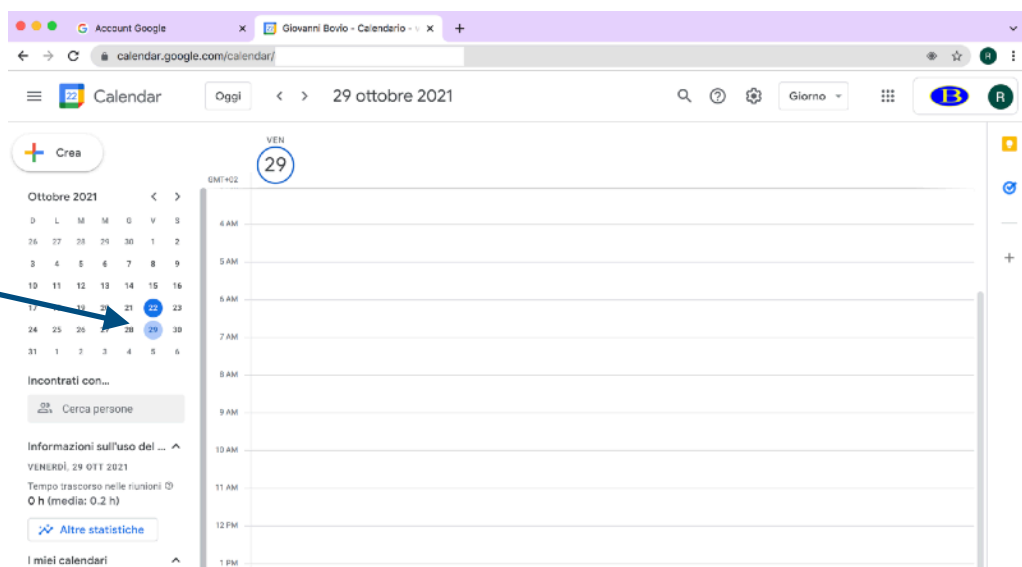 Account Google
Giovanni Bovio - Calendario - v
calendar.google.com/calendar/
R
22 Calendar
Oggi
29 ottobre 2021
Giorno
B
R
Crea
VEN
29
GMT+02
Ottobre 2021
D L M M G V S
26 27 28 29 30 1 2
3 4 5 6 7 8 9
10 11 12 13 14 15 16
17 19 20 21 22 23
24 25 26 27 28 29 30
31 1 2 3 4 5 6
Incontrati con...
Cerca persone
Informazioni sull'uso del ...
VENERDÌ, 29 OTT 2021
Tempo trascorso nelle riunioni
0 h (media: 0.2 h)
Altre statistiche
I miei calendari
4 AM
5 AM
6 AM
7 AM
8 AM
9 AM
10 AM
11 AM
12 PM
1 PM